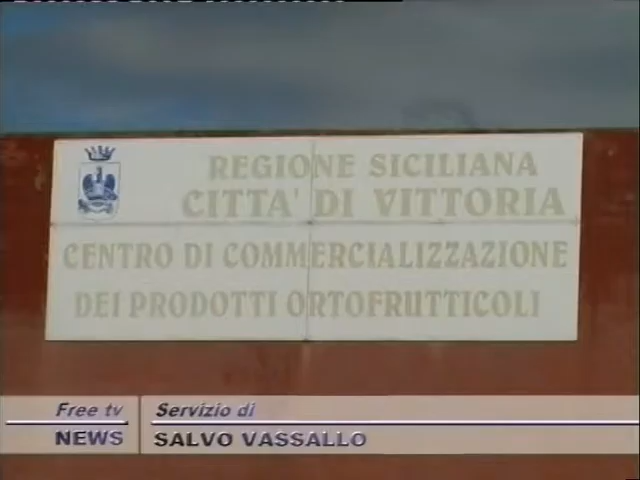 REGIONE SICILIANA
CITTA' DI VITTORIA
CENTRO DI COMMERCIALIZZAZIONE
DEI PRODOTTI ORTOFRUTTICOLI
Free tv
NEWS
Servizio di
SALVO VASSALLO